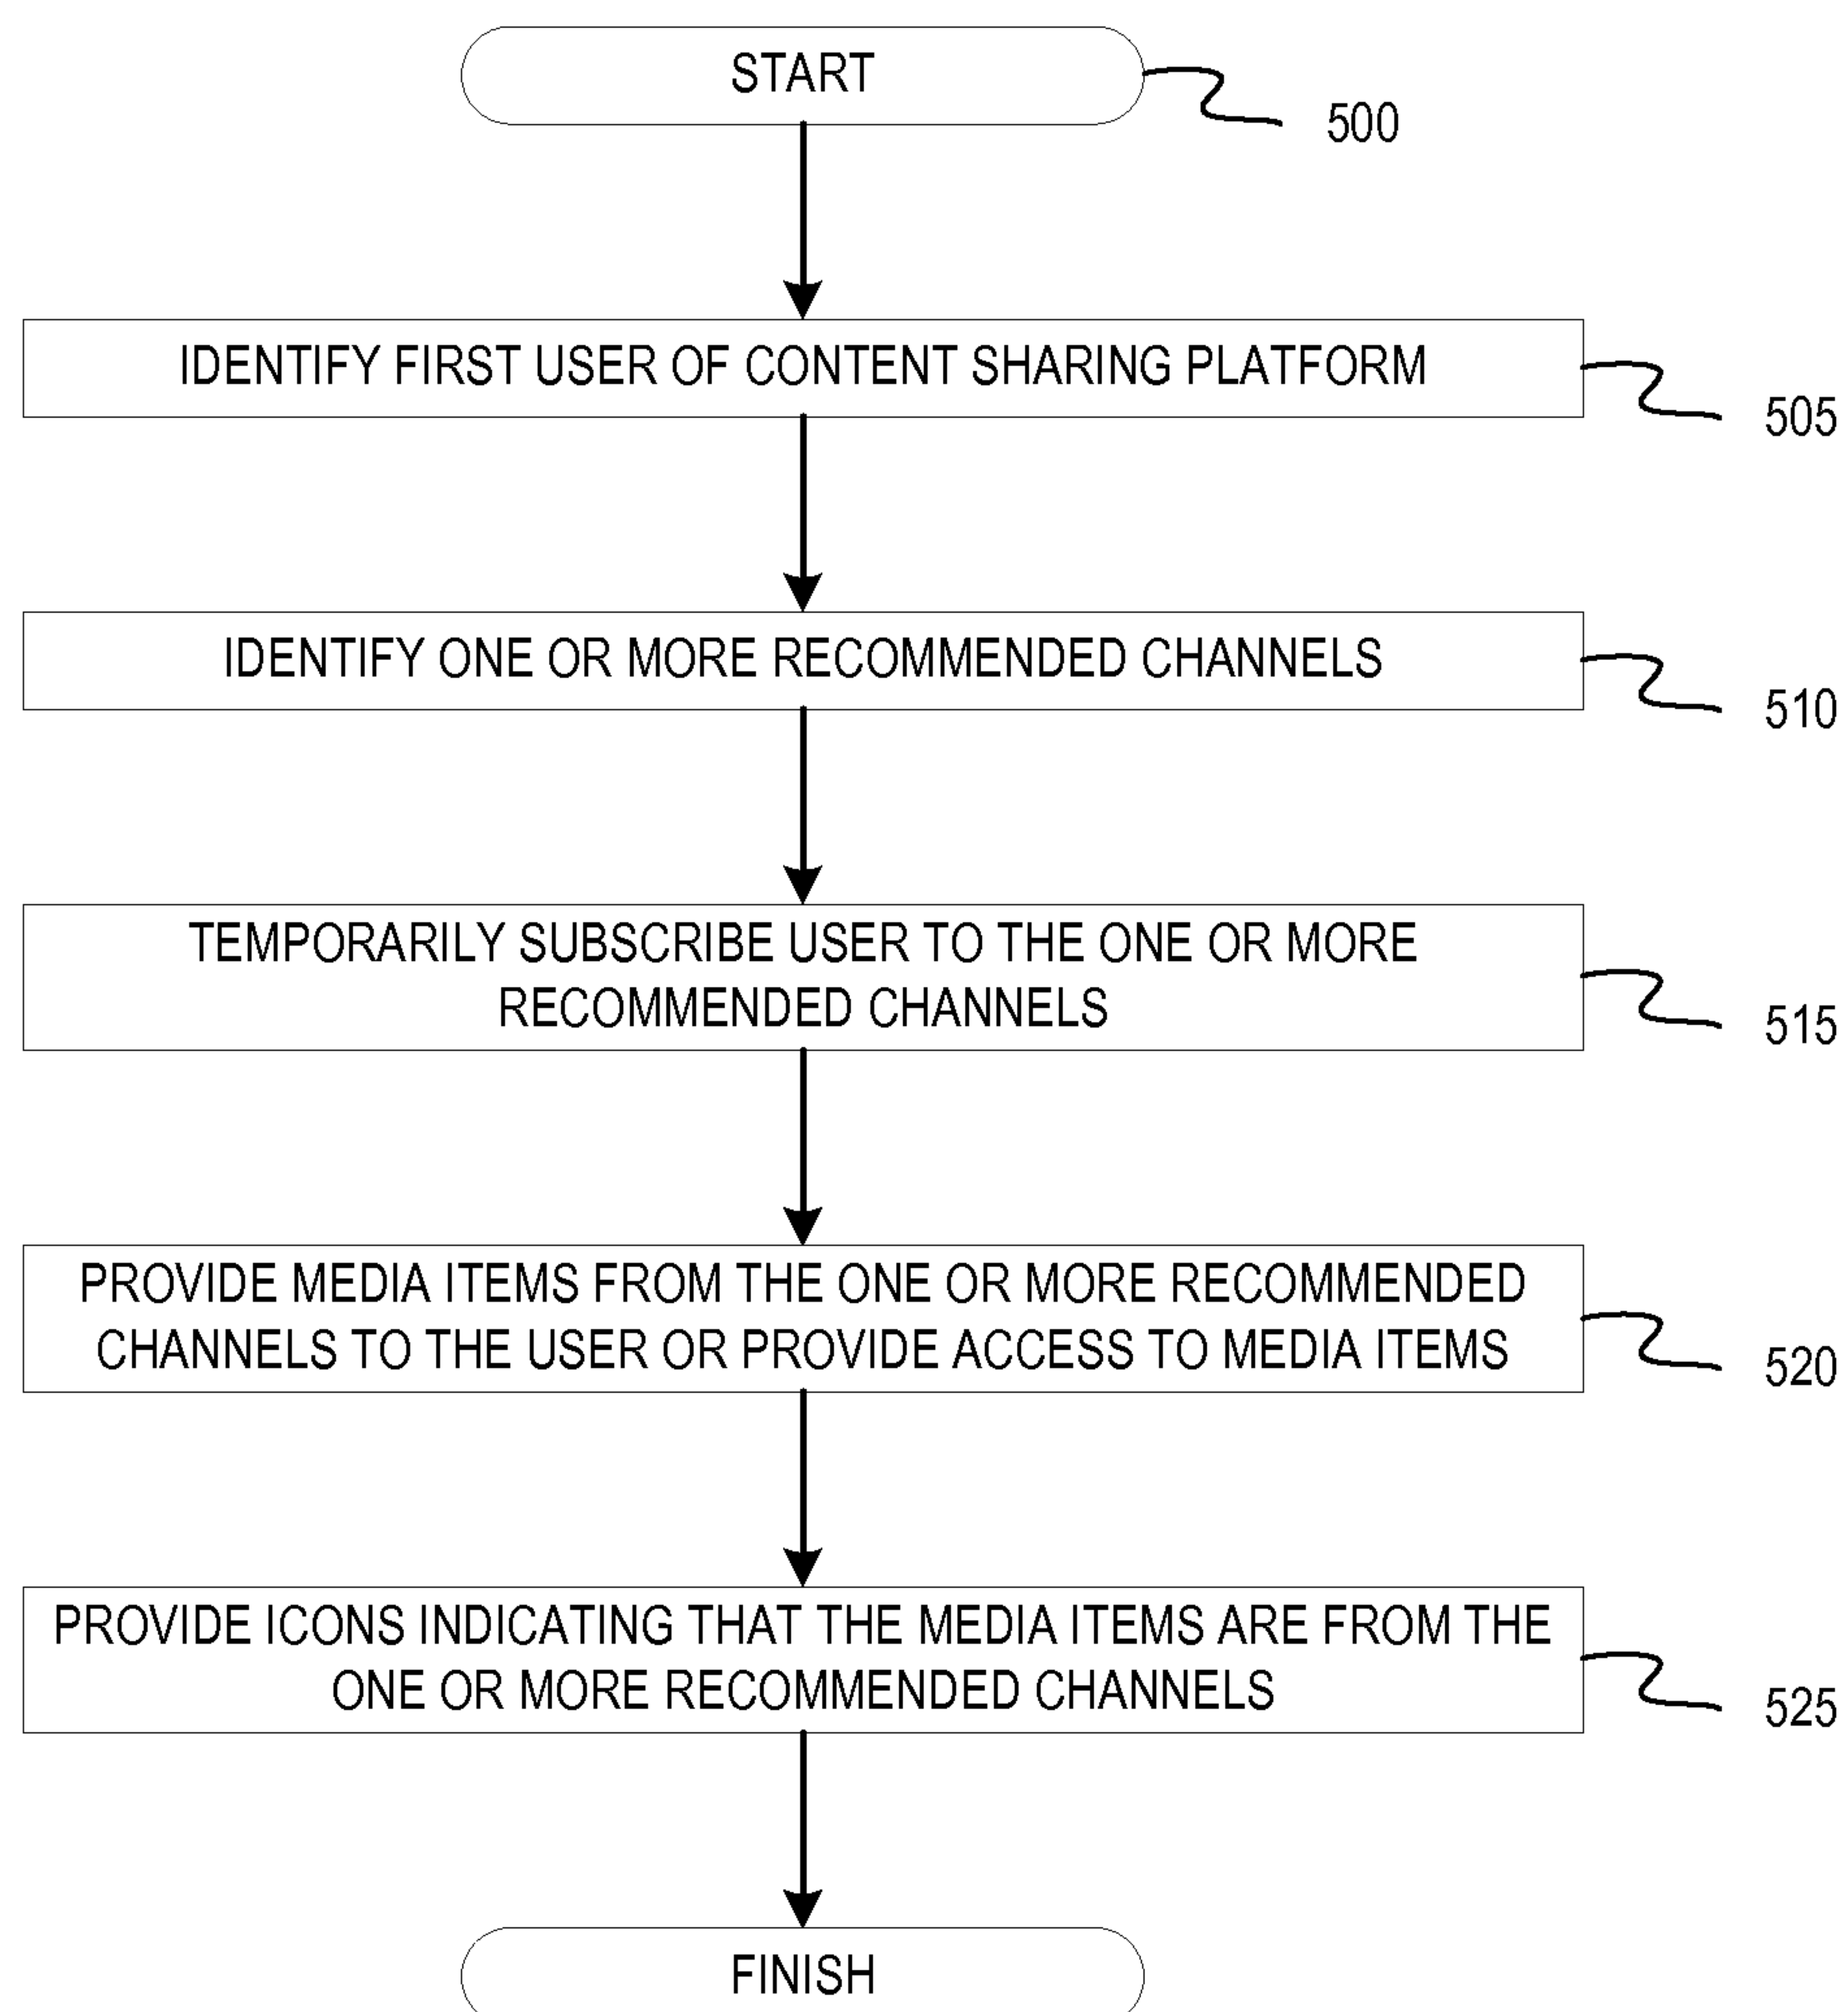 START
500
IDENTIFY FIRST USER OF CONTENT SHARING PLATFORM
505
IDENTIFY ONE OR MORE RECOMMENDED CHANNELS
510
TEMPORARILY SUBSCRIBE USER TO THE ONE OR MORE
RECOMMENDED CHANNELS
515
PROVIDE MEDIA ITEMS FROM THE ONE OR MORE RECOMMENDED
CHANNELS TO THE USER OR PROVIDE ACCESS TO MEDIA ITEMS
520
PROVIDE ICONS INDICATING THAT THE MEDIA ITEMS ARE FROM THE
ONE OR MORE RECOMMENDED CHANNELS
525
FINISH